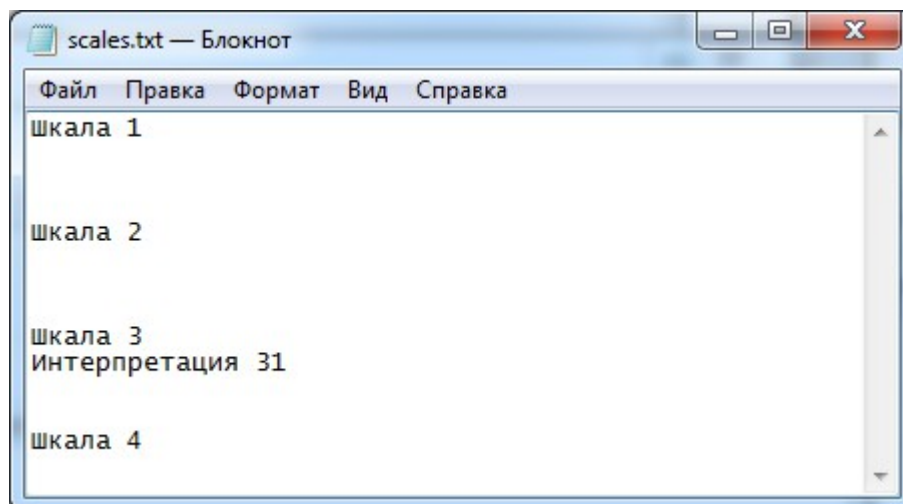 scales.txt — Блокнот
Файл Правка Формат Вид Справка
Шкала 1
Шкала 2
Шкала 3
Интерпретация 31
Шкала 4